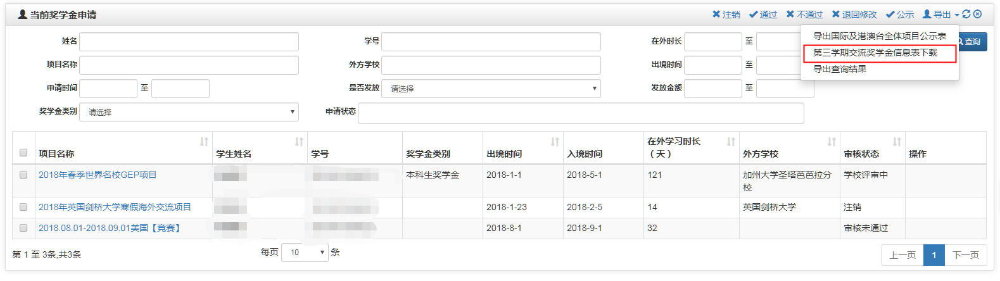 当前奖学金申请
注销 通过 不通过 退回修改 公示 导出
导出国际及港澳台全体项目公示表
第三学期交流奖学金信息表下载
导出查询结果
姓名 学号 在外时长 至 查询
项目名称 外方学校 出境时间 至
申请时间 至 是否发放 请选择 发放金额 至
奖学金类别 请选择 申请状态
项目名称 学生姓名 学号 奖学金类别 出境时间 入境时间 在外学习时长（天） 外方学校 审核状态 操作
2018年春季世界名校GEP项目 本科生奖学金 2018-1-1 2018-5-1 121 加州大学圣塔芭芭拉分校 学校评审中
2018年英国剑桥大学寒假海外交流项目 2018-1-23 2018-2-5 14 英国剑桥大学 注销
2018.08.01-2018.09.01美国【竞赛】 2018-8-1 2018-9-1 32 审核未通过
第 1 至 3条,共3条 每页 10 条 上一页 1 下一页